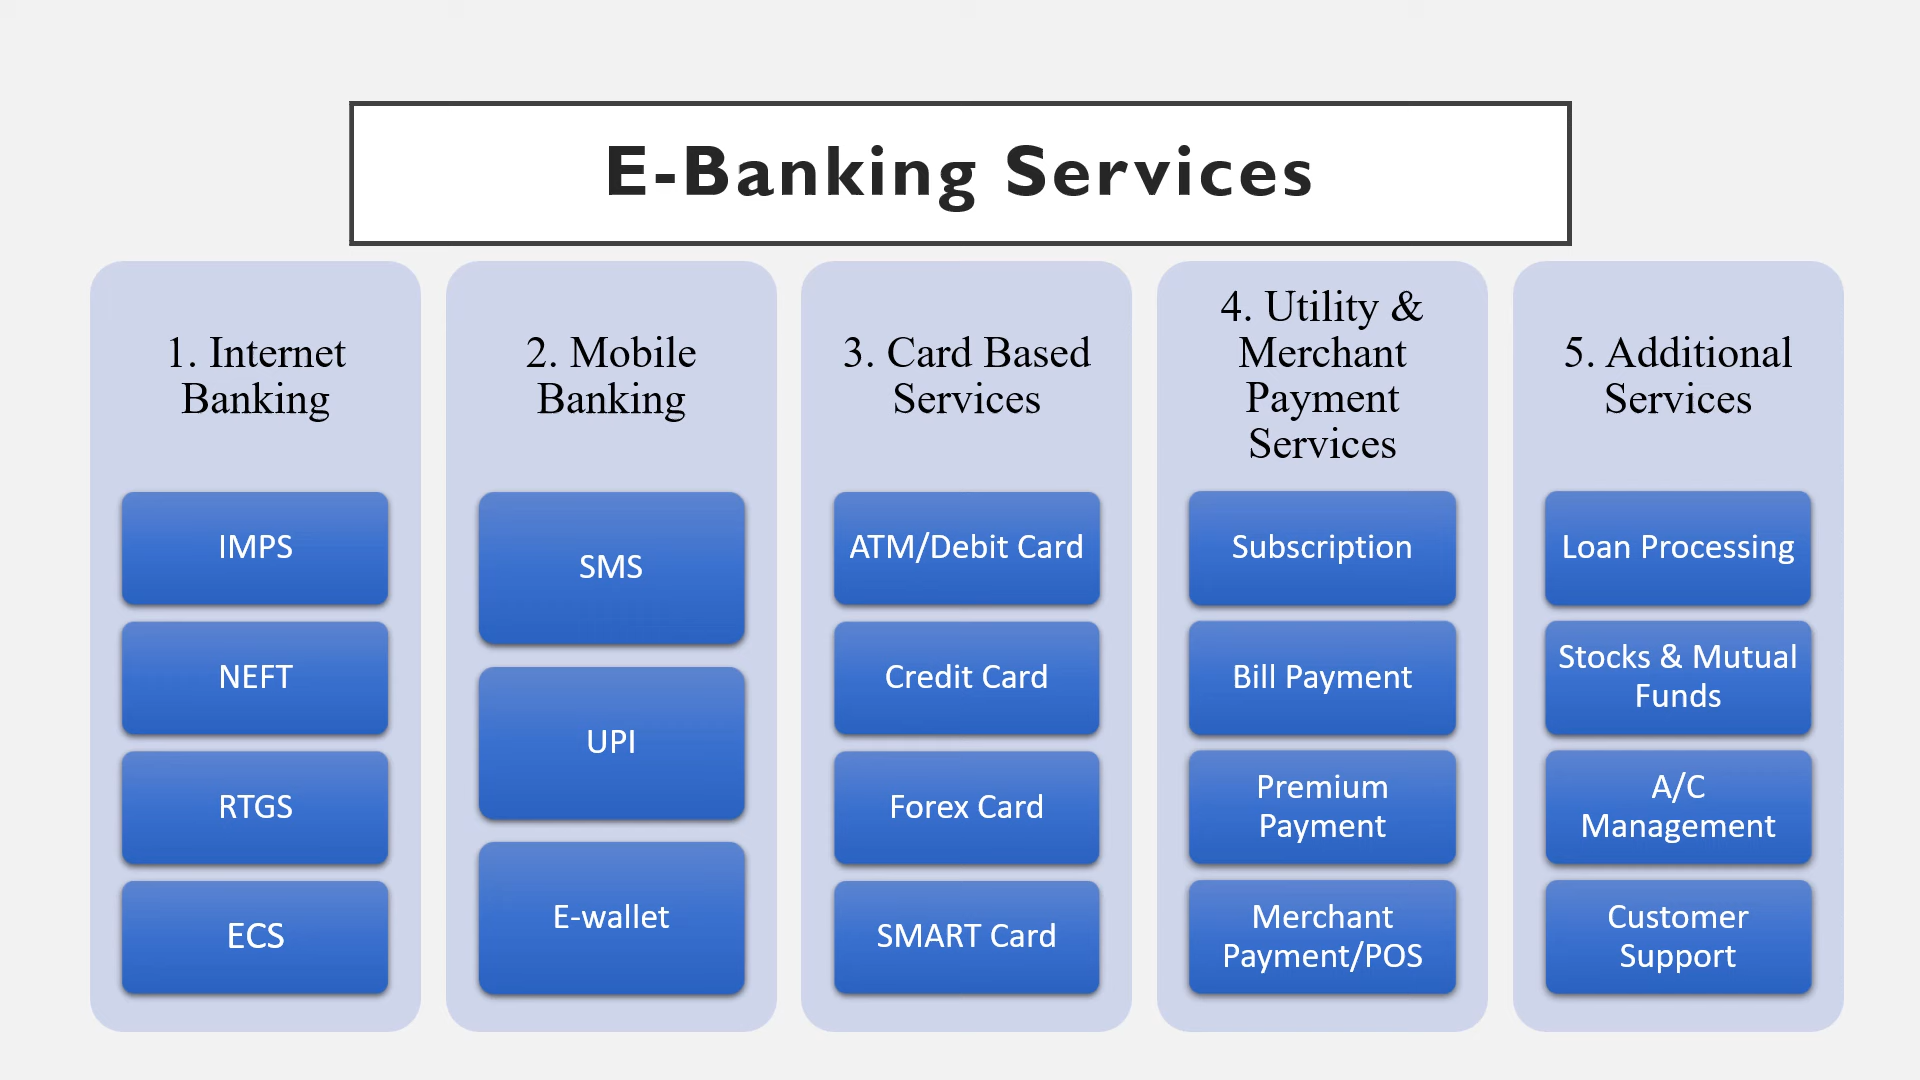 E-Banking Services
1. Internet
Banking
IMPS
NEFT
RTGS
ECS
2. Mobile
Banking
SMS
UPI
E-wallet
3. Card Based
Services
ATM/Debit Card
Credit Card
Forex Card
SMART Card
4. Utility &
Merchant
Payment
Services
Subscription
Bill Payment
Premium
Payment
Merchant
Payment/POS
5. Additional
Services
Loan Processing
Stocks & Mutual
Funds
A/C
Management
Customer
Support